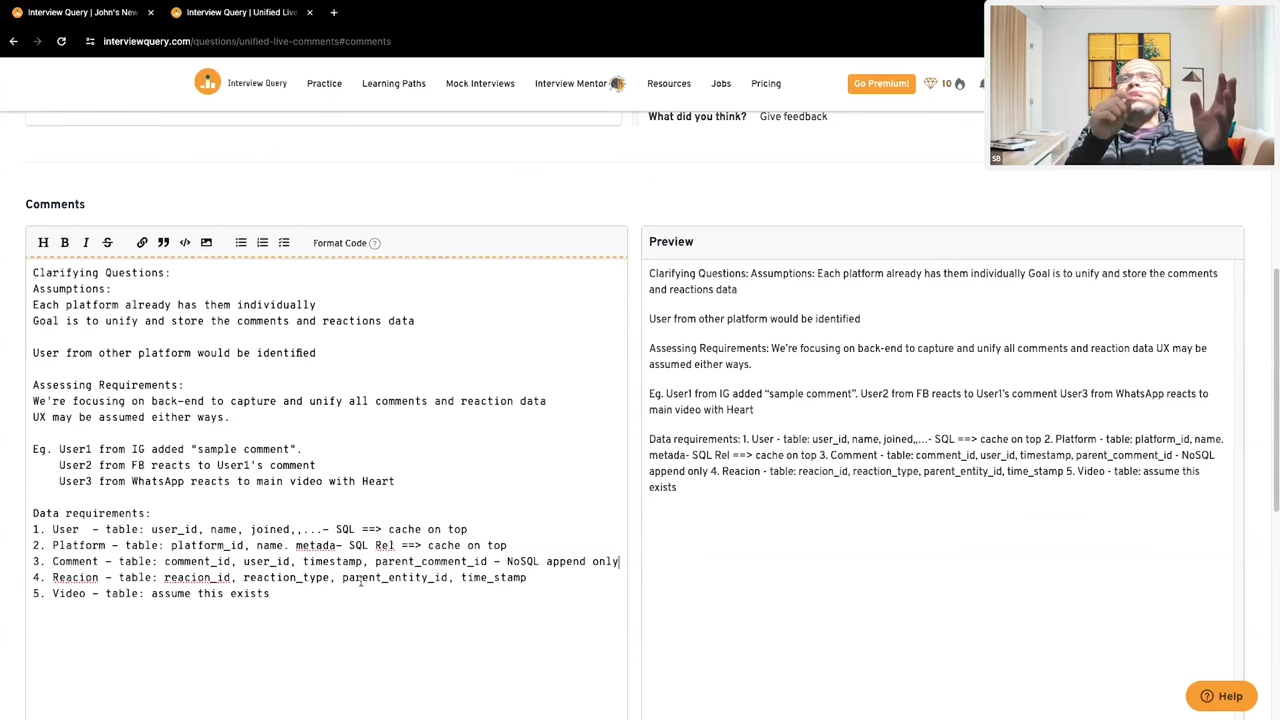 Interview Query | John's New
Interview Query | Unified Live
interviewquery.com/questions/unified-live-comments#comments
Interview Query
Practice
Learning Paths
Mock Interviews
Interview Mentor
Resources
Jobs
Pricing
Go Premium!
10
What did you think? Give feedback
SB
Comments
H B I S
Format Code ?
Preview
Clarifying Questions:
Assumptions:
Each platform already has them individually
Goal is to unify and store the comments and reactions data
User from other platform would be identified
Assessing Requirements:
We're focusing on back-end to capture and unify all comments and reaction data
UX may be assumed either ways.
Eg. User1 from IG added "sample comment".
User2 from FB reacts to User1's comment
User3 from WhatsApp reacts to main video with Heart
Data requirements:
1. User – table: user_id, name, joined,,...– SQL ==> cache on top
2. Platform – table: platform_id, name. metada– SQL Rel ==> cache on top
3. Comment – table: comment_id, user_id, timestamp, parent_comment_id – NoSQL append only
4. Reacion – table: reacion_id, reaction_type, parent_entity_id, time_stamp
5. Video – table: assume this exists
Clarifying Questions: Assumptions: Each platform already has them individually Goal is to unify and store the comments
and reactions data
User from other platform would be identified
Assessing Requirements: We're focusing on back-end to capture and unify all comments and reaction data UX may be
assumed either ways.
Eg. User1 from IG added “sample comment”. User2 from FB reacts to User1's comment User3 from WhatsApp reacts to
main video with Heart
Data requirements: 1. User - table: user_id, name, joined,,…- SQL ==> cache on top 2. Platform - table: platform_id, name.
metada- SQL Rel ==> cache on top 3. Comment - table: comment_id, user_id, timestamp, parent_comment_id - NoSQL
append only 4. Reacion - table: reacion_id, reaction_type, parent_entity_id, time_stamp 5. Video - table: assume this
exists
? Help